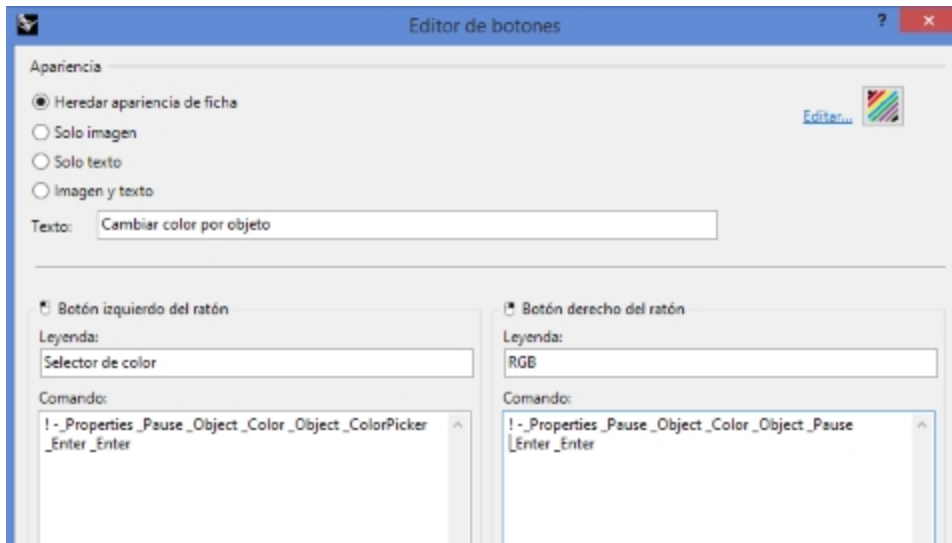 Editor de botones
Apariencia
Heredar apariencia de ficha
Editar...
Solo imagen
Solo texto
Imagen y texto
Texto: Cambiar color por objeto
Botón izquierdo del ratón
Leyenda:
Selector de color
Comando:
! -_Properties _Pause _Object _Color _Object _ColorPicker
_Enter _Enter
Botón derecho del ratón
Leyenda:
RGB
Comando:
! -_Properties _Pause _Object _Color _Object _Pause
_Enter _Enter